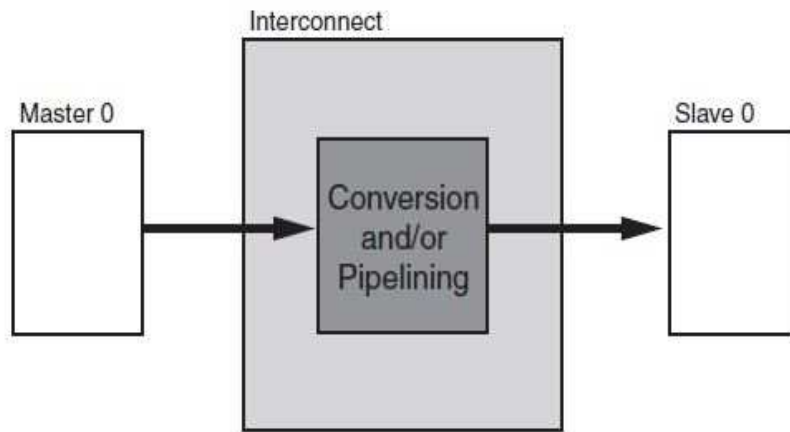 Interconnect
Master 0
Slave 0
Conversion
and/or
Pipelining